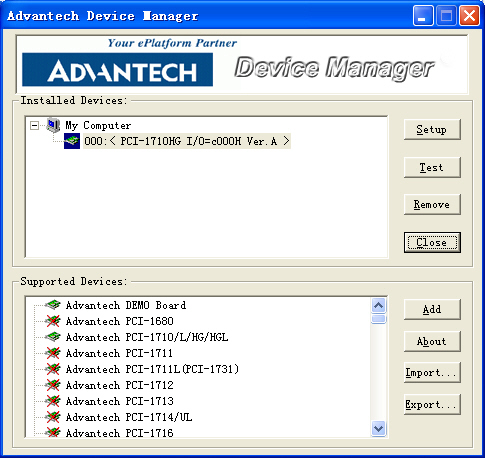 Advantech Device Manager
Your ePlatform Partner
ADVANTECH Device Manager
Installed Devices:
My Computer
000:< PCI-1710HG I/O=c000H Ver.A >
Setup
Test
Remove
Close
Supported Devices:
Advantech DEMO Board
Advantech PCI-1680
Advantech PCI-1710/L/HG/HGL
Advantech PCI-1711
Advantech PCI-1711L(PCI-1731)
Advantech PCI-1712
Advantech PCI-1713
Advantech PCI-1714/UL
Advantech PCI-1716
Add
About
Import...
Export...